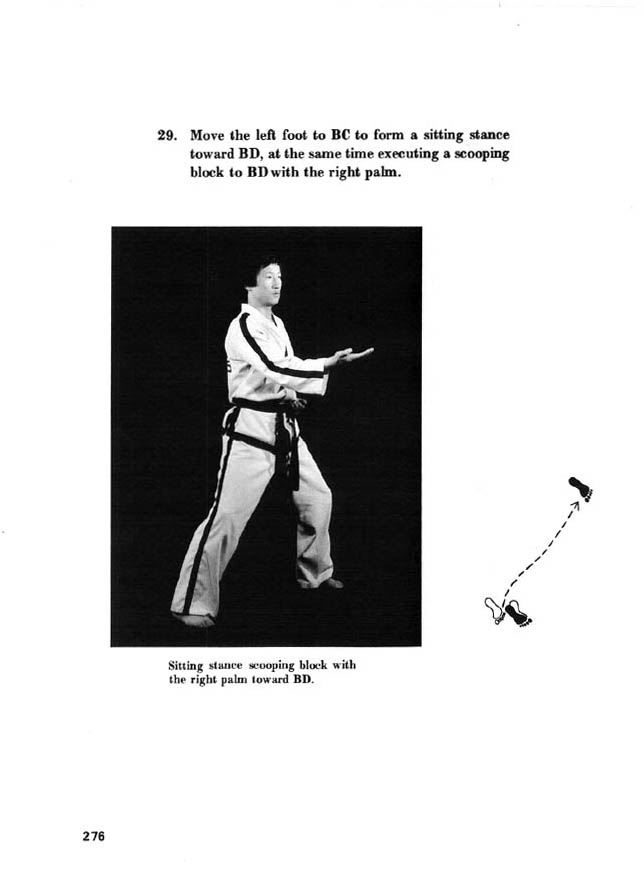 29. Move the left foot to BC to form a sitting stance
toward BD, at the same time executing a scooping
block to BD with the right palm.
Sitting stance scooping block with
the right palm toward BD.
276